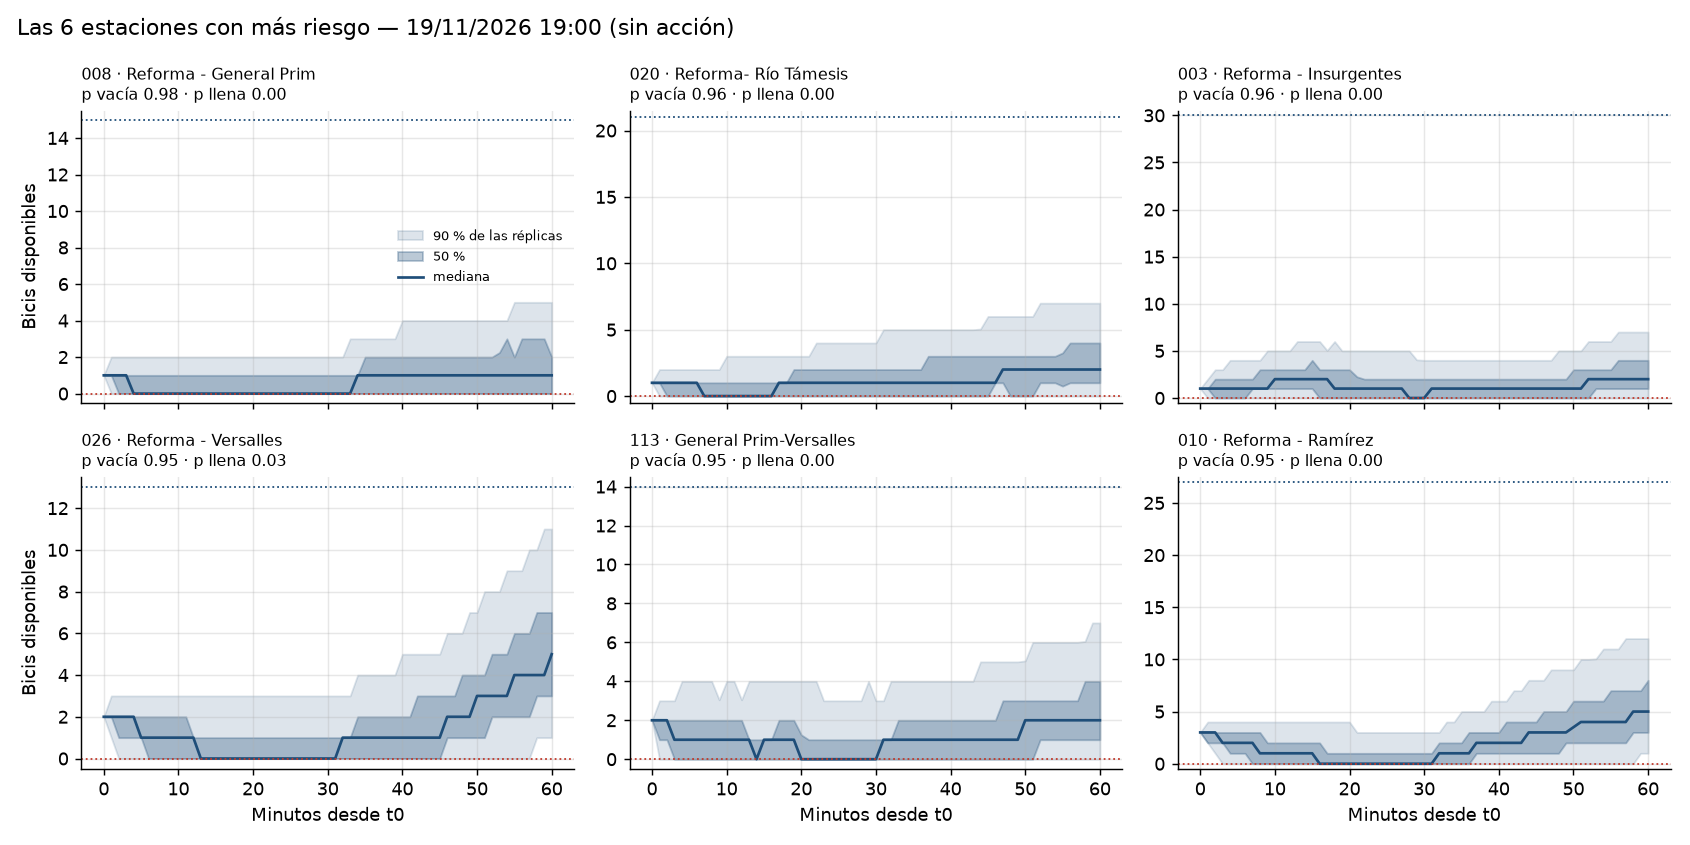 Las 6 estaciones con más riesgo — 19/11/2026 19:00 (sin acción)
008 · Reforma - General Prim
p vacía 0.98 · p llena 0.00
Bicis disponibles
14
12
10
8
6
4
2
0
90 % de las réplicas
50 %
mediana
020 · Reforma- Río Támesis
p vacía 0.96 · p llena 0.00
20
15
10
5
0
003 · Reforma - Insurgentes
p vacía 0.96 · p llena 0.00
30
25
20
15
10
5
0
026 · Reforma - Versalles
p vacía 0.95 · p llena 0.03
Bicis disponibles
12
10
8
6
4
2
0
0 10 20 30 40 50 60
Minutos desde t0
113 · General Prim-Versalles
p vacía 0.95 · p llena 0.00
14
12
10
8
6
4
2
0
0 10 20 30 40 50 60
Minutos desde t0
010 · Reforma - Ramírez
p vacía 0.95 · p llena 0.00
25
20
15
10
5
0
0 10 20 30 40 50 60
Minutos desde t0